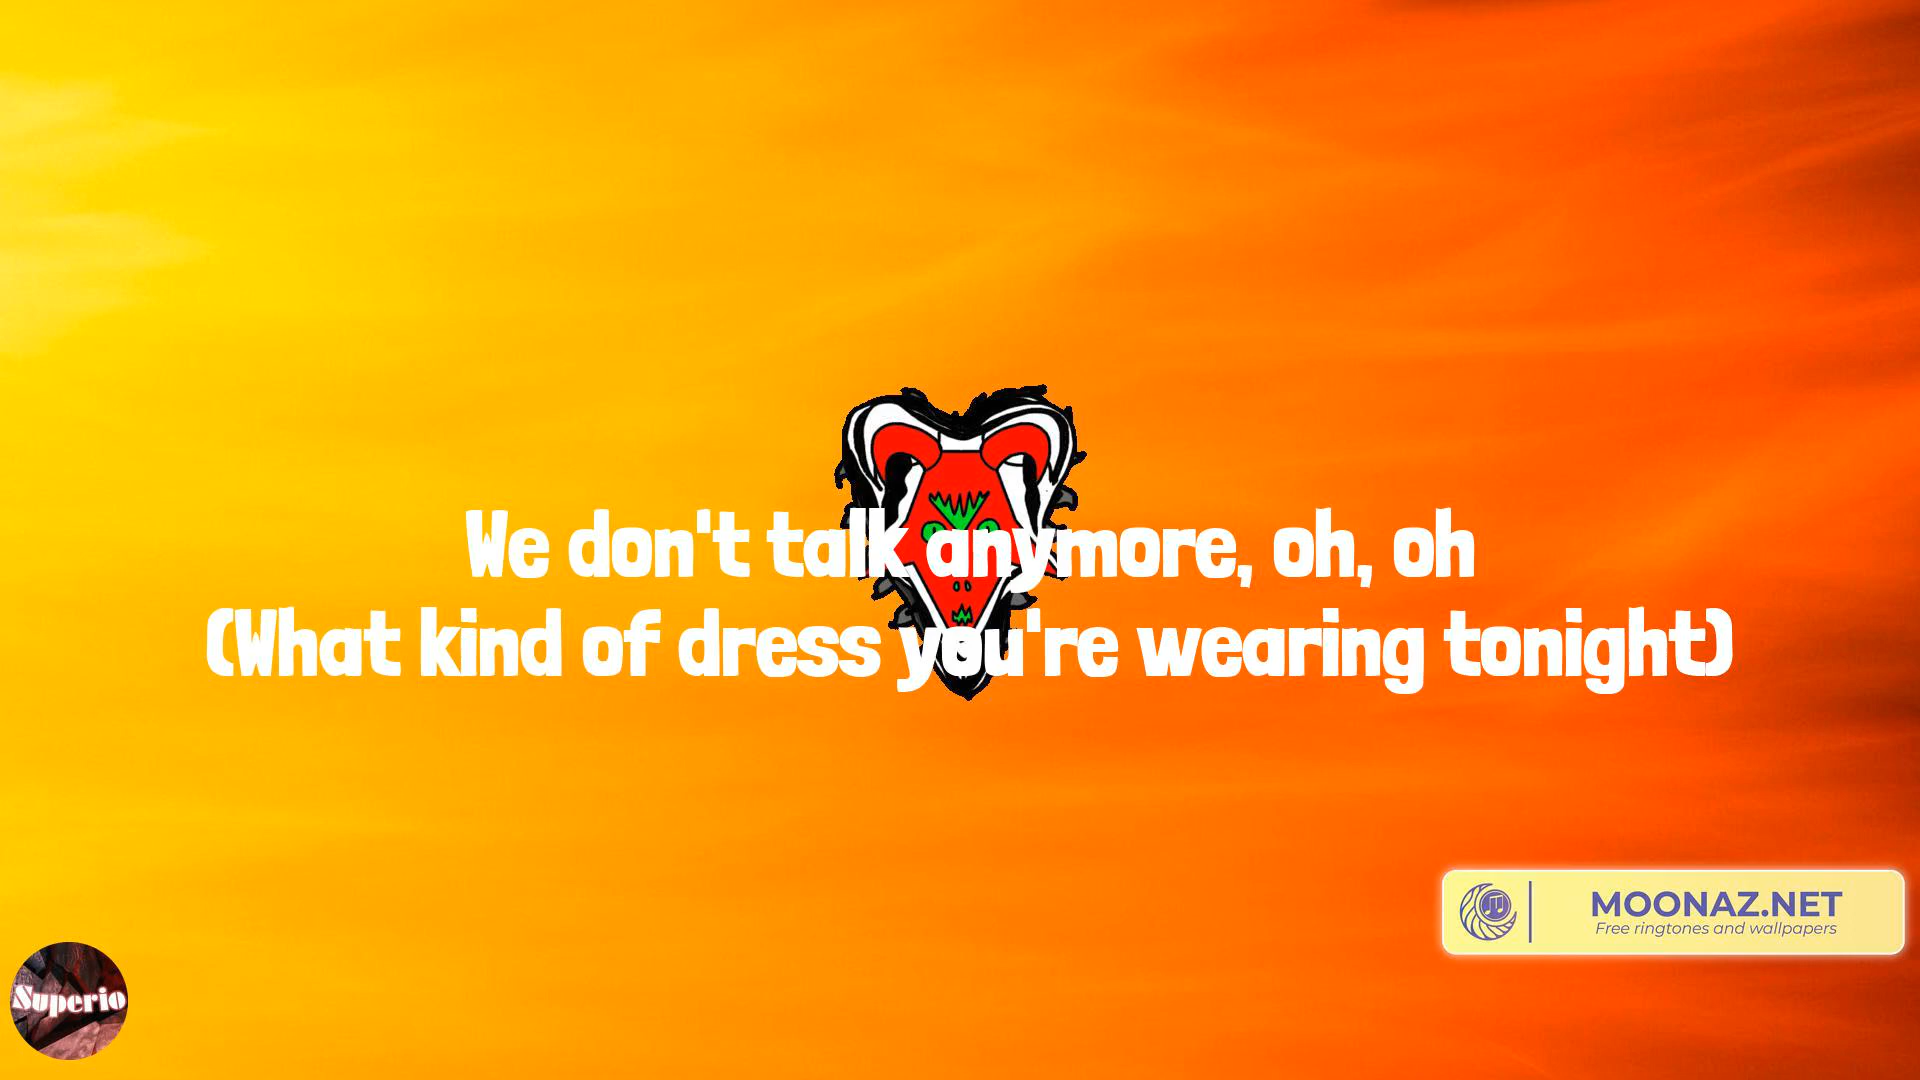 We don't talk anymore, oh, oh
(What kind of dress you're wearing tonight)
MOONAZ.NET
Free ringtones and wallpapers
Superio